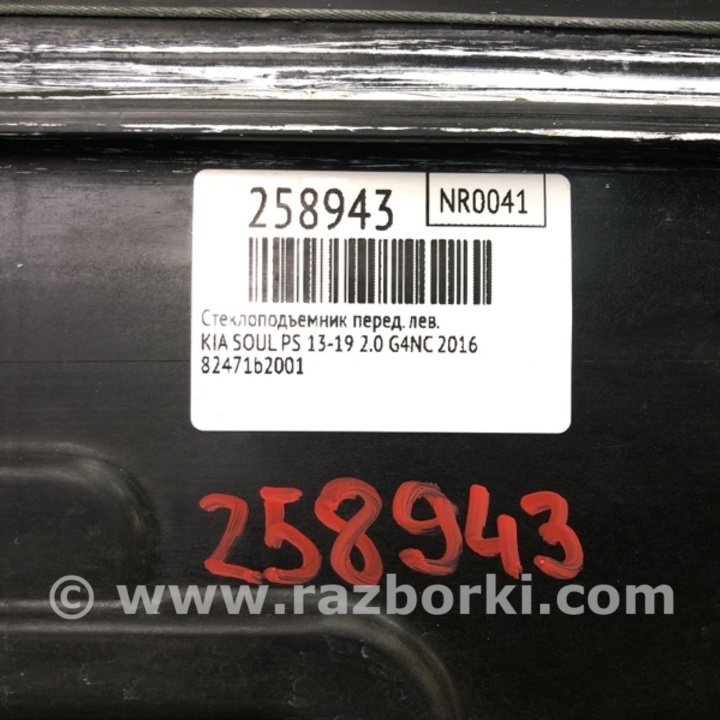 258943
NR0041
Стеклоподъемник перед. лев.
KIA SOUL PS 13-19 2.0 G4NC 2016
82471b2001
258943
© www.razborki.com